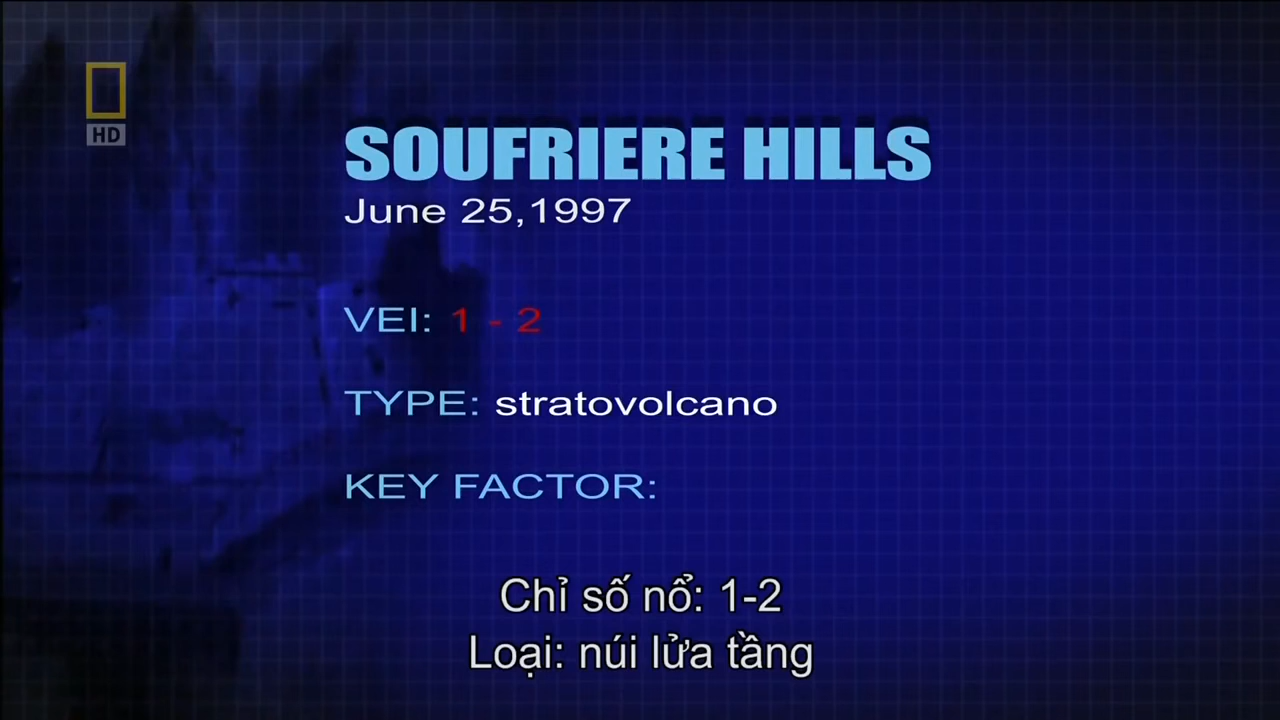 HD
SOUFRIERE HILLS
June 25,1997
VEI: 1 - 2
TYPE: stratovolcano
KEY FACTOR:
Chỉ số nổ: 1-2
Loại: núi lửa tầng